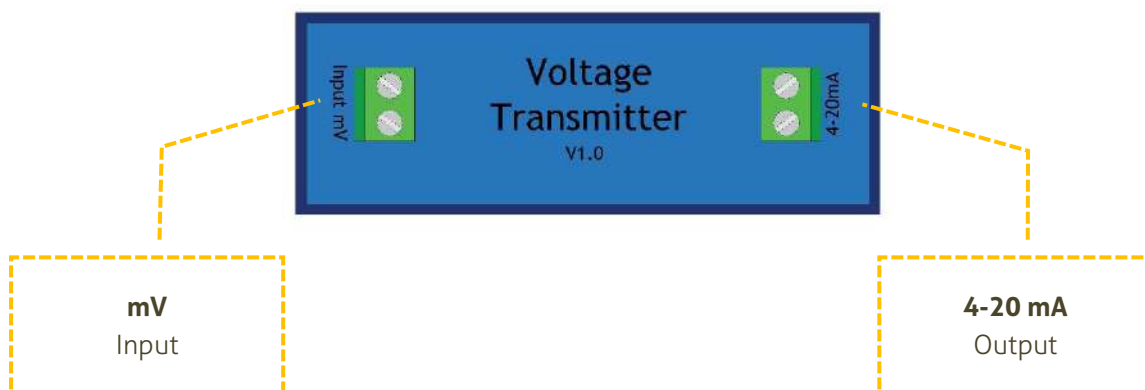 Input mV
Voltage
Transmitter
V1.0
4-20mA
mV
Input
4-20 mA
Output